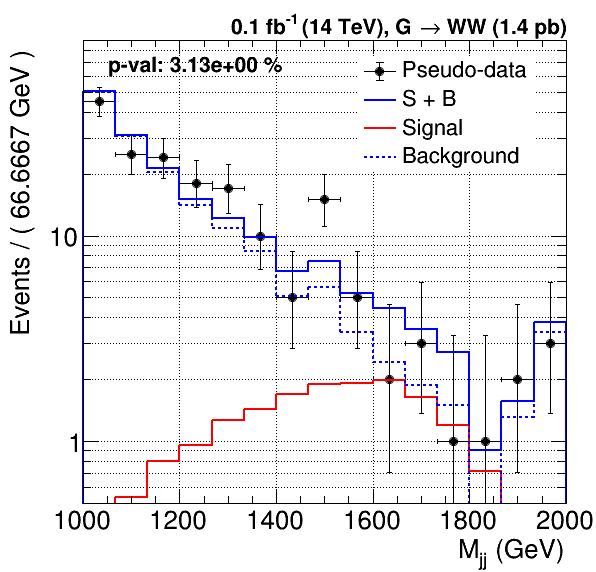 0.1 fb⁻¹ (14 TeV), G → WW (1.4 pb)
p-val: 3.13e+00 %
Pseudo-data
S + B
Signal
Background
Events / ( 66.6667 GeV )
10
1
1000 1200 1400 1600 1800 2000
Mjj (GeV)